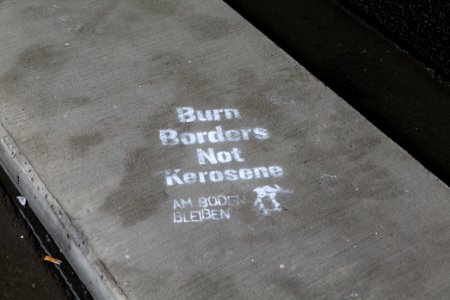 Burn
Borders
Not
Kerosene
AM BODEN
BLEIBEN